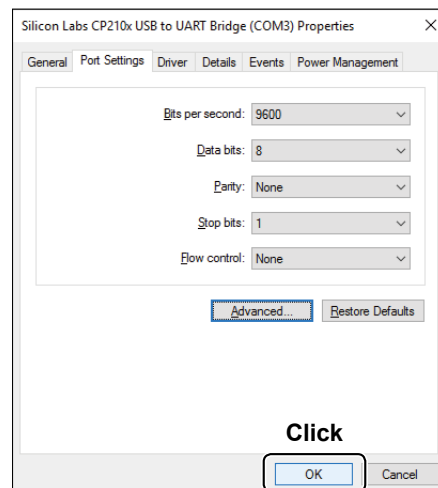 Silicon Labs CP210x USB to UART Bridge (COM3) Properties
General Port Settings Driver Details Events Power Management
Bits per second: 9600
Data bits: 8
Parity: None
Stop bits: 1
Flow control: None
Advanced... Restore Defaults
Click
OK Cancel